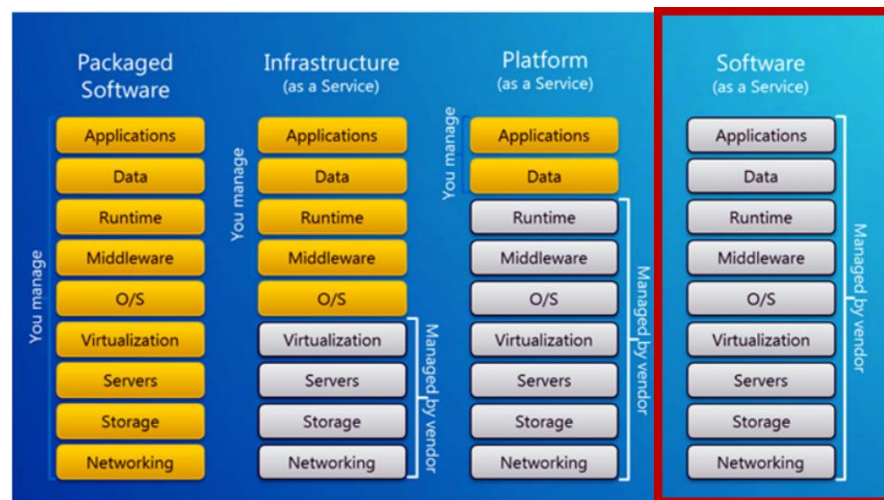 Packaged
Software
You manage
Applications
Data
Runtime
Middleware
O/S
Virtualization
Servers
Storage
Networking
Infrastructure
(as a Service)
You manage
Applications
Data
Runtime
Middleware
O/S
Virtualization
Servers
Storage
Networking
Managed by vendor
Platform
(as a Service)
You manage
Applications
Data
Runtime
Middleware
O/S
Virtualization
Servers
Storage
Networking
Managed by vendor
Software
(as a Service)
Applications
Data
Runtime
Middleware
O/S
Virtualization
Servers
Storage
Networking
Managed by vendor